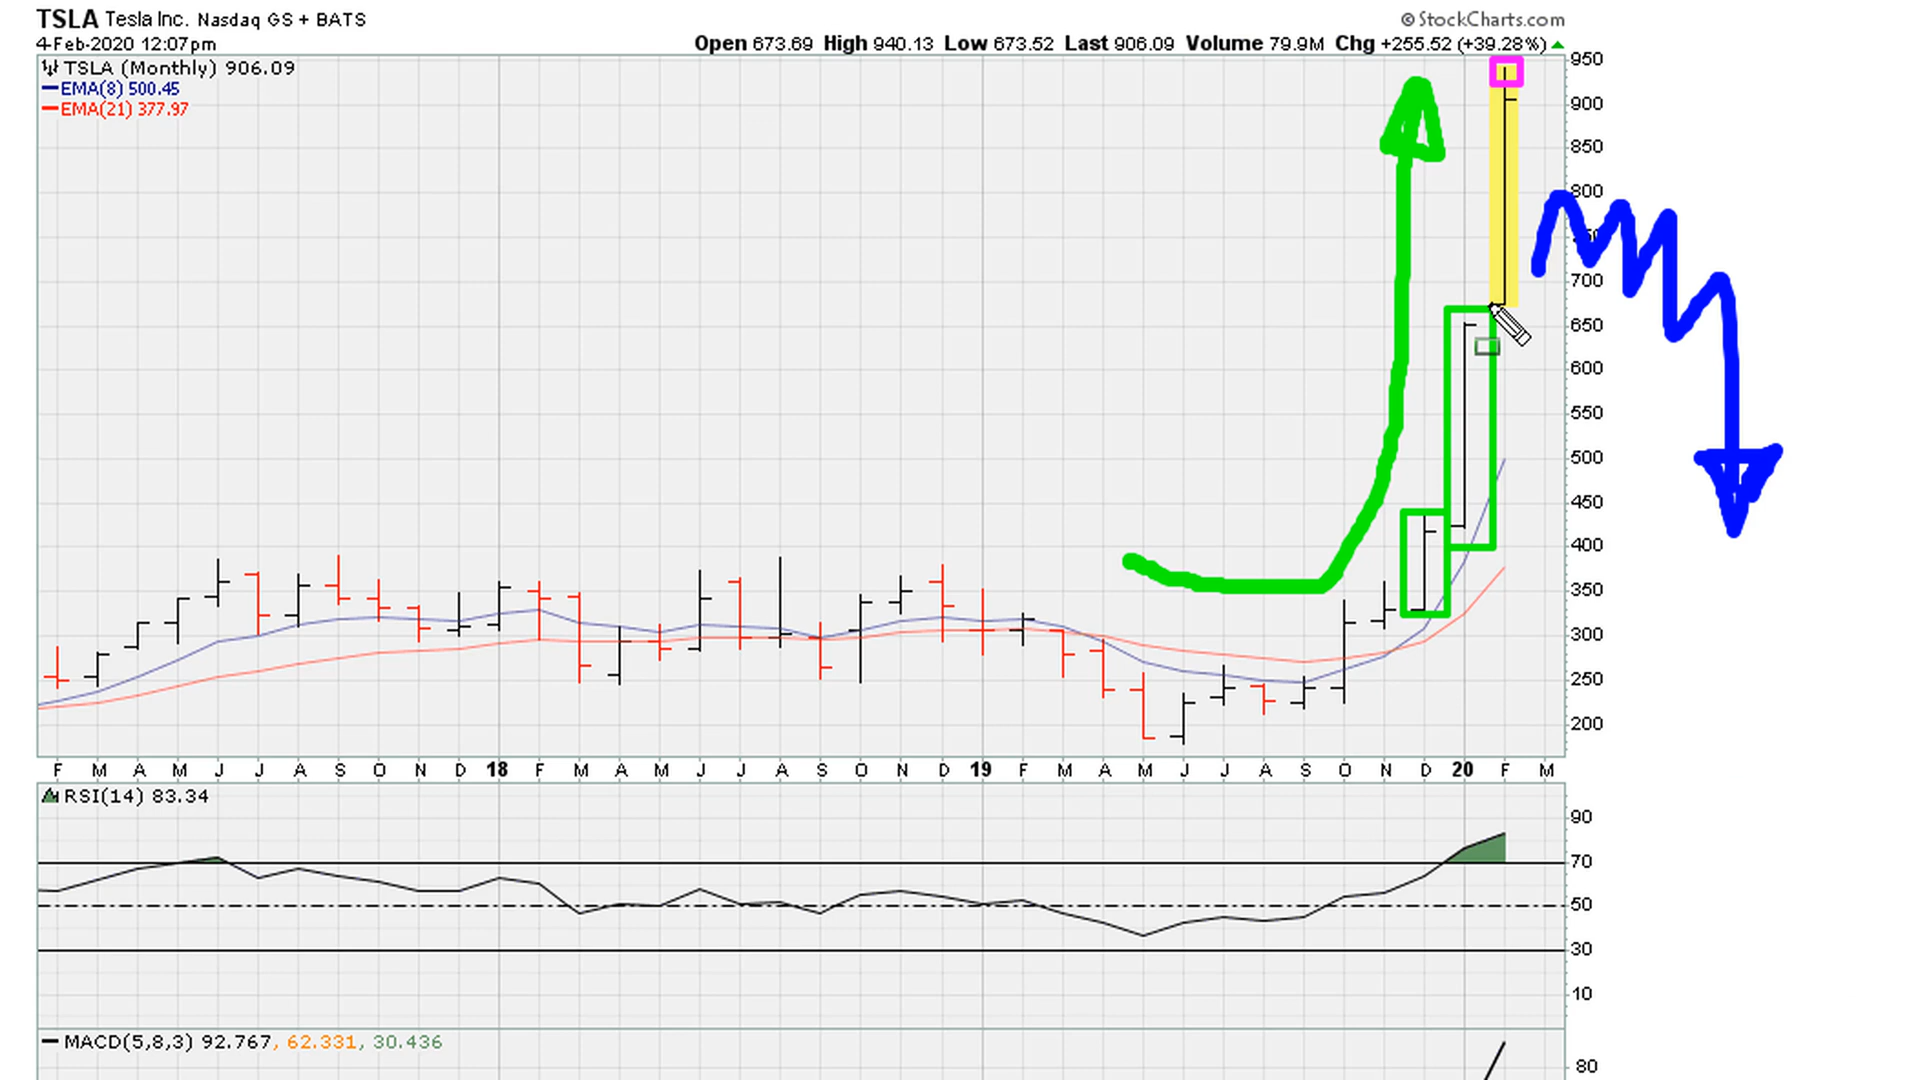 TSLA Tesla Inc. Nasdaq GS + BATS
© StockCharts.com
4-Feb-2020 12:07pm
Open 673.69 High 940.13 Low 673.52 Last 906.09 Volume 79.9M Chg +255.52 (+39.28%)
TSLA (Monthly) 906.09
EMA(8) 500.45
EMA(21) 377.97
950
900
850
800
700
650
600
550
500
450
400
350
300
250
200
F M A M J J A S O N D 18 F M A M J J A S O N D 19 F M A M J J A S O N D 20 F M
RSI(14) 83.34
90
70
50
30
10
MACD(5,8,3) 92.767, 62.331, 30.436
80